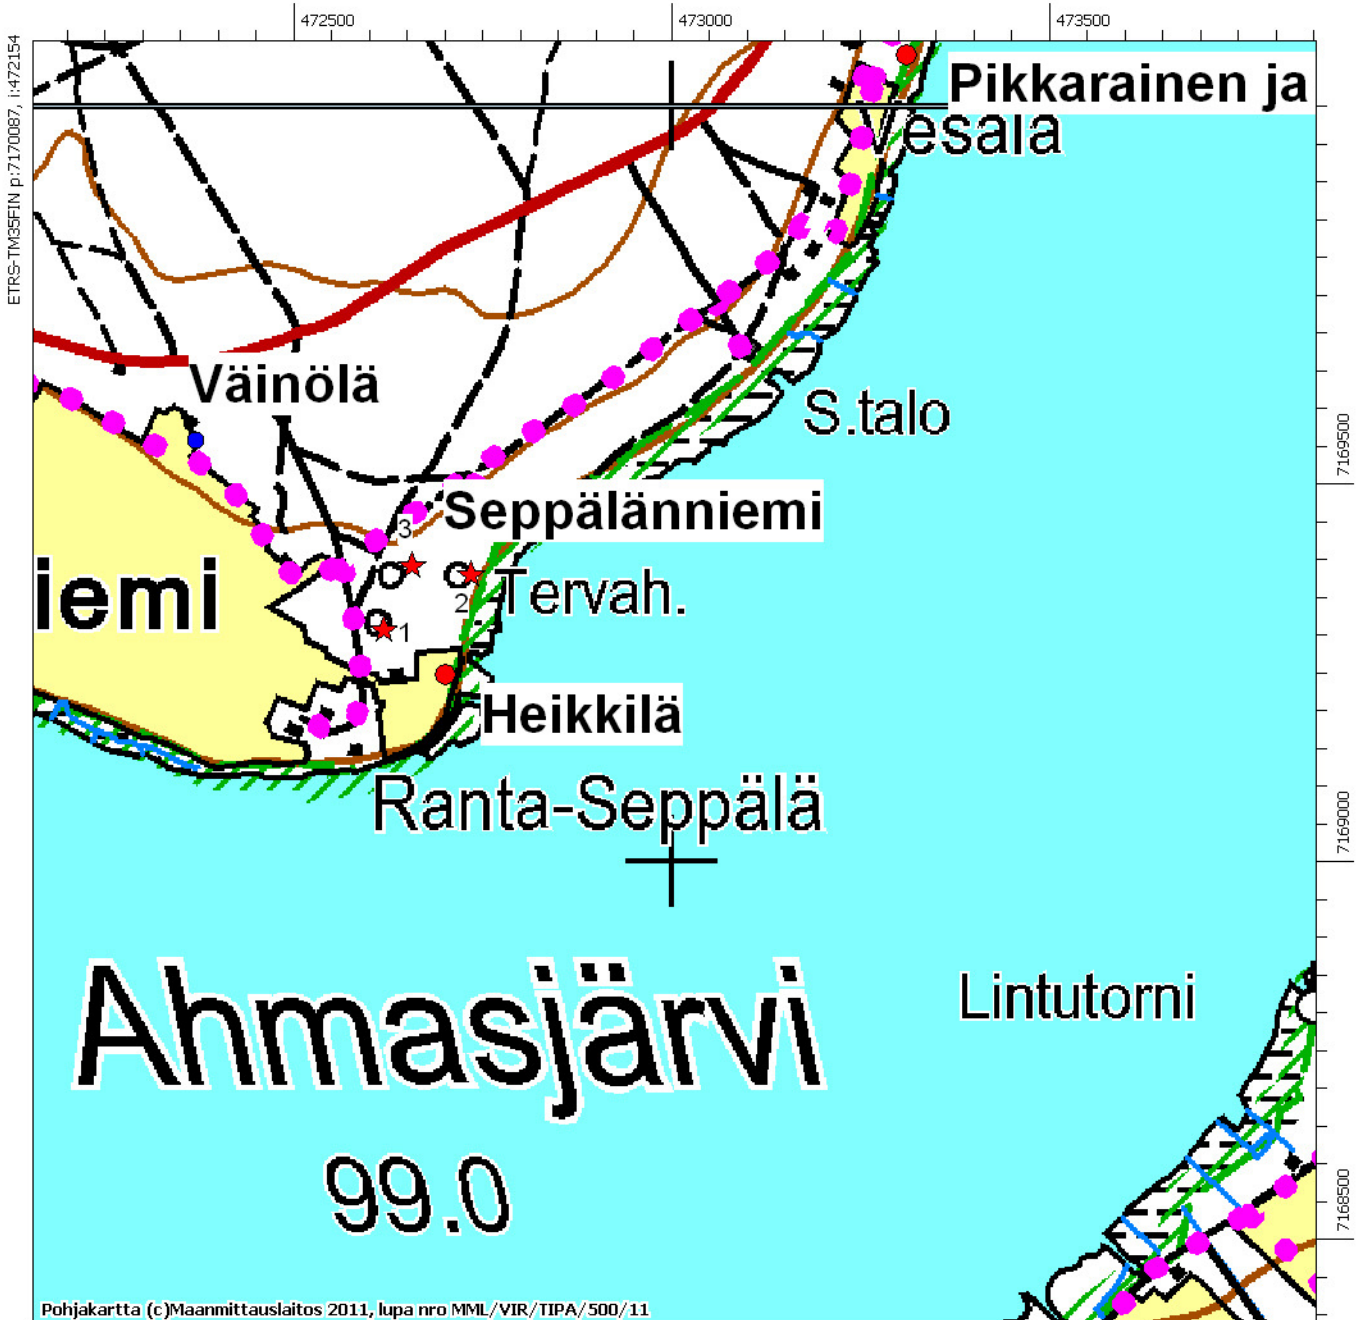 472500 473000 473500
ETRS-TM35FIN p:7170087, i:472154
Pikkarainen ja
esala
Väinölä
S.talo
7169500
Seppälänniemi
3
iemi
Tervah.
2
1
Heikkilä
Ranta-Seppälä
7169000
Ahmasjärvi
Lintutorni
99.0
7168500
Pohjakartta (c)Maanmittauslaitos 2011, lupa nro MML/VIR/TIPA/500/11